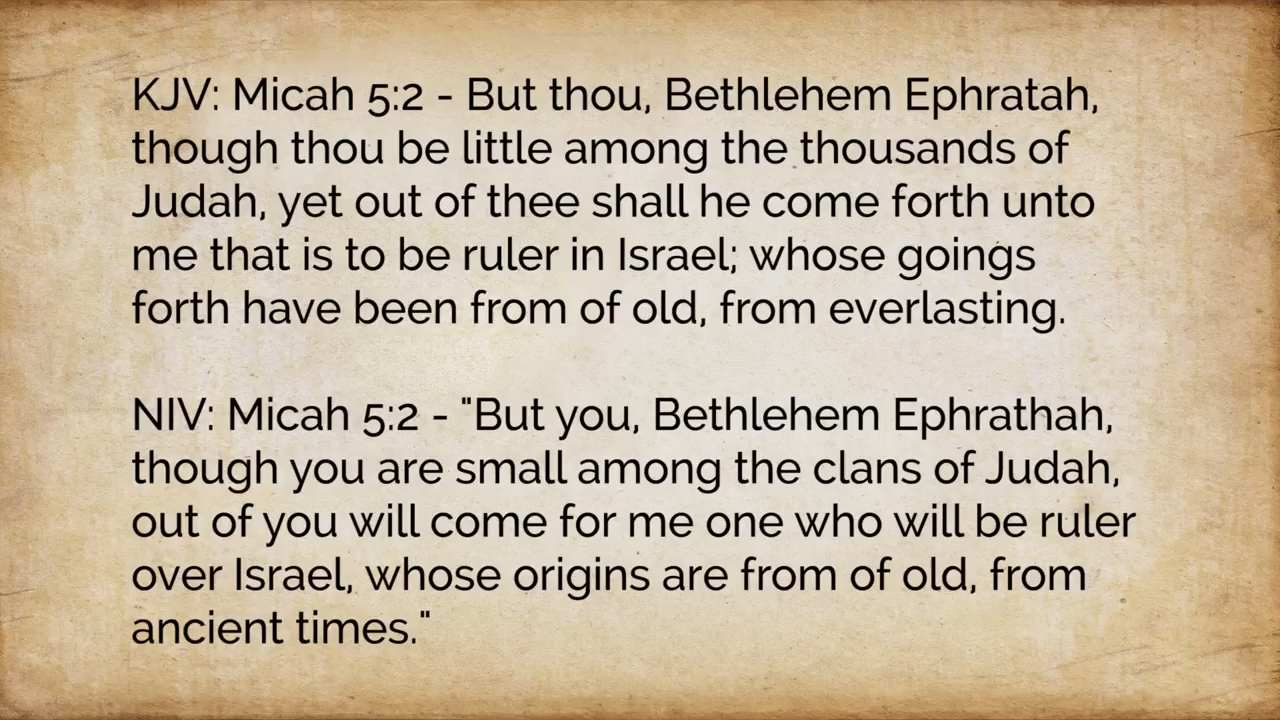 KJV: Micah 5:2 - But thou, Bethlehem Ephratah,
though thou be little among the thousands of
Judah, yet out of thee shall he come forth unto
me that is to be ruler in Israel; whose goings
forth have been from of old, from everlasting.
NIV: Micah 5:2 - "But you, Bethlehem Ephrathah,
though you are small among the clans of Judah,
out of you will come for me one who will be ruler
over Israel, whose origins are from of old, from
ancient times."